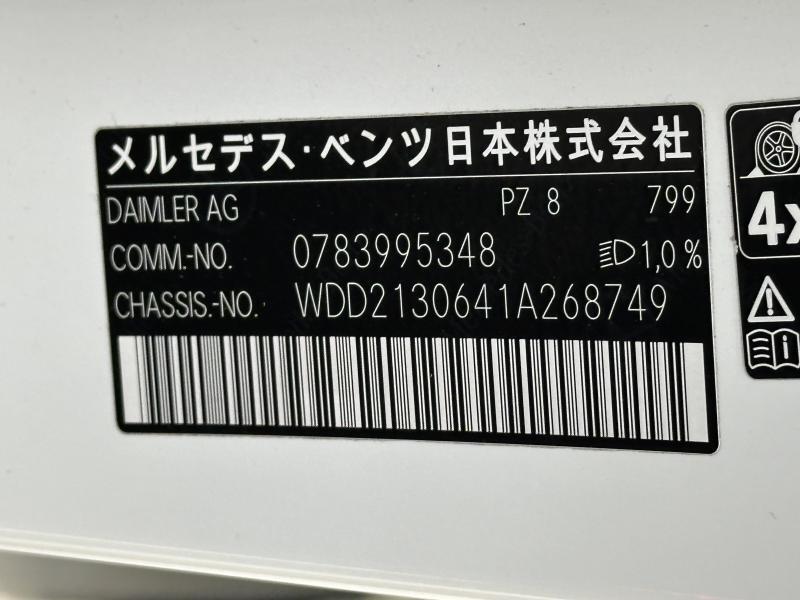 メルセデス・ベンツ日本株式会社
DAIMLER AG PZ 8 799
COMM.-NO. 0783995348 1,0%
CHASSIS.-NO. WDD2130641A268749
4x
i